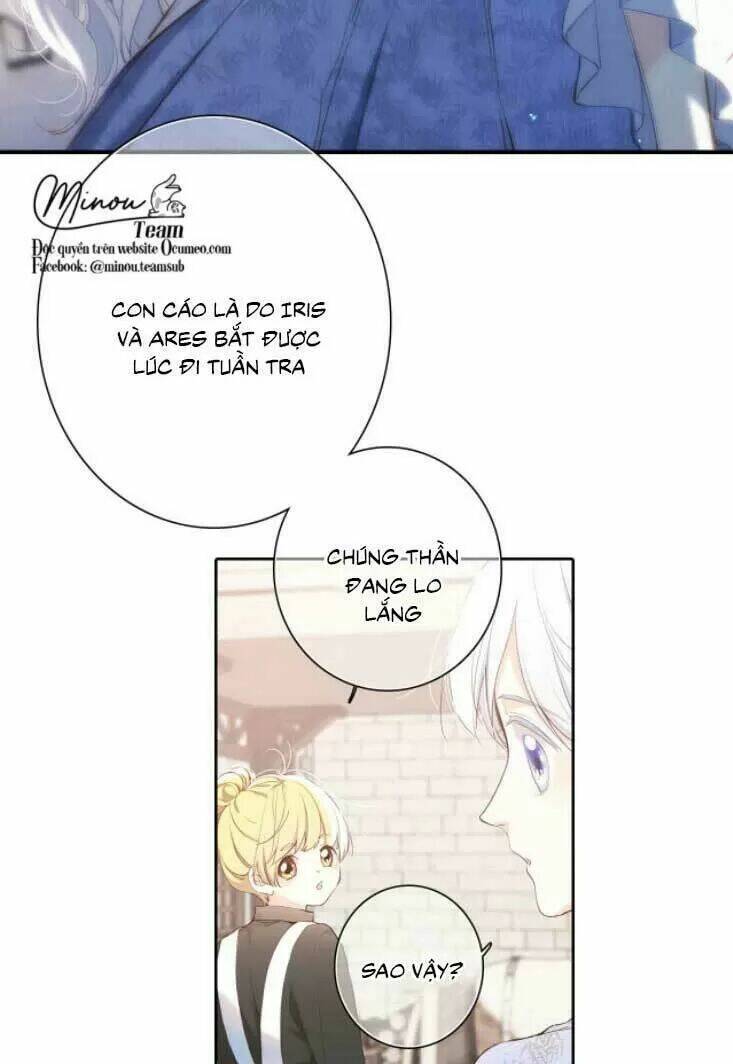 Minou
Team
Độc quyền trên website Ocumeo.com
Facebook: @minou.teamsub
CON CÁO LÀ DO IRIS
VÀ ARES BẮT ĐƯỢC
LÚC ĐI TUẦN TRA
CHÚNG THẦN
ĐANG LO
LẮNG
SAO VẬY?